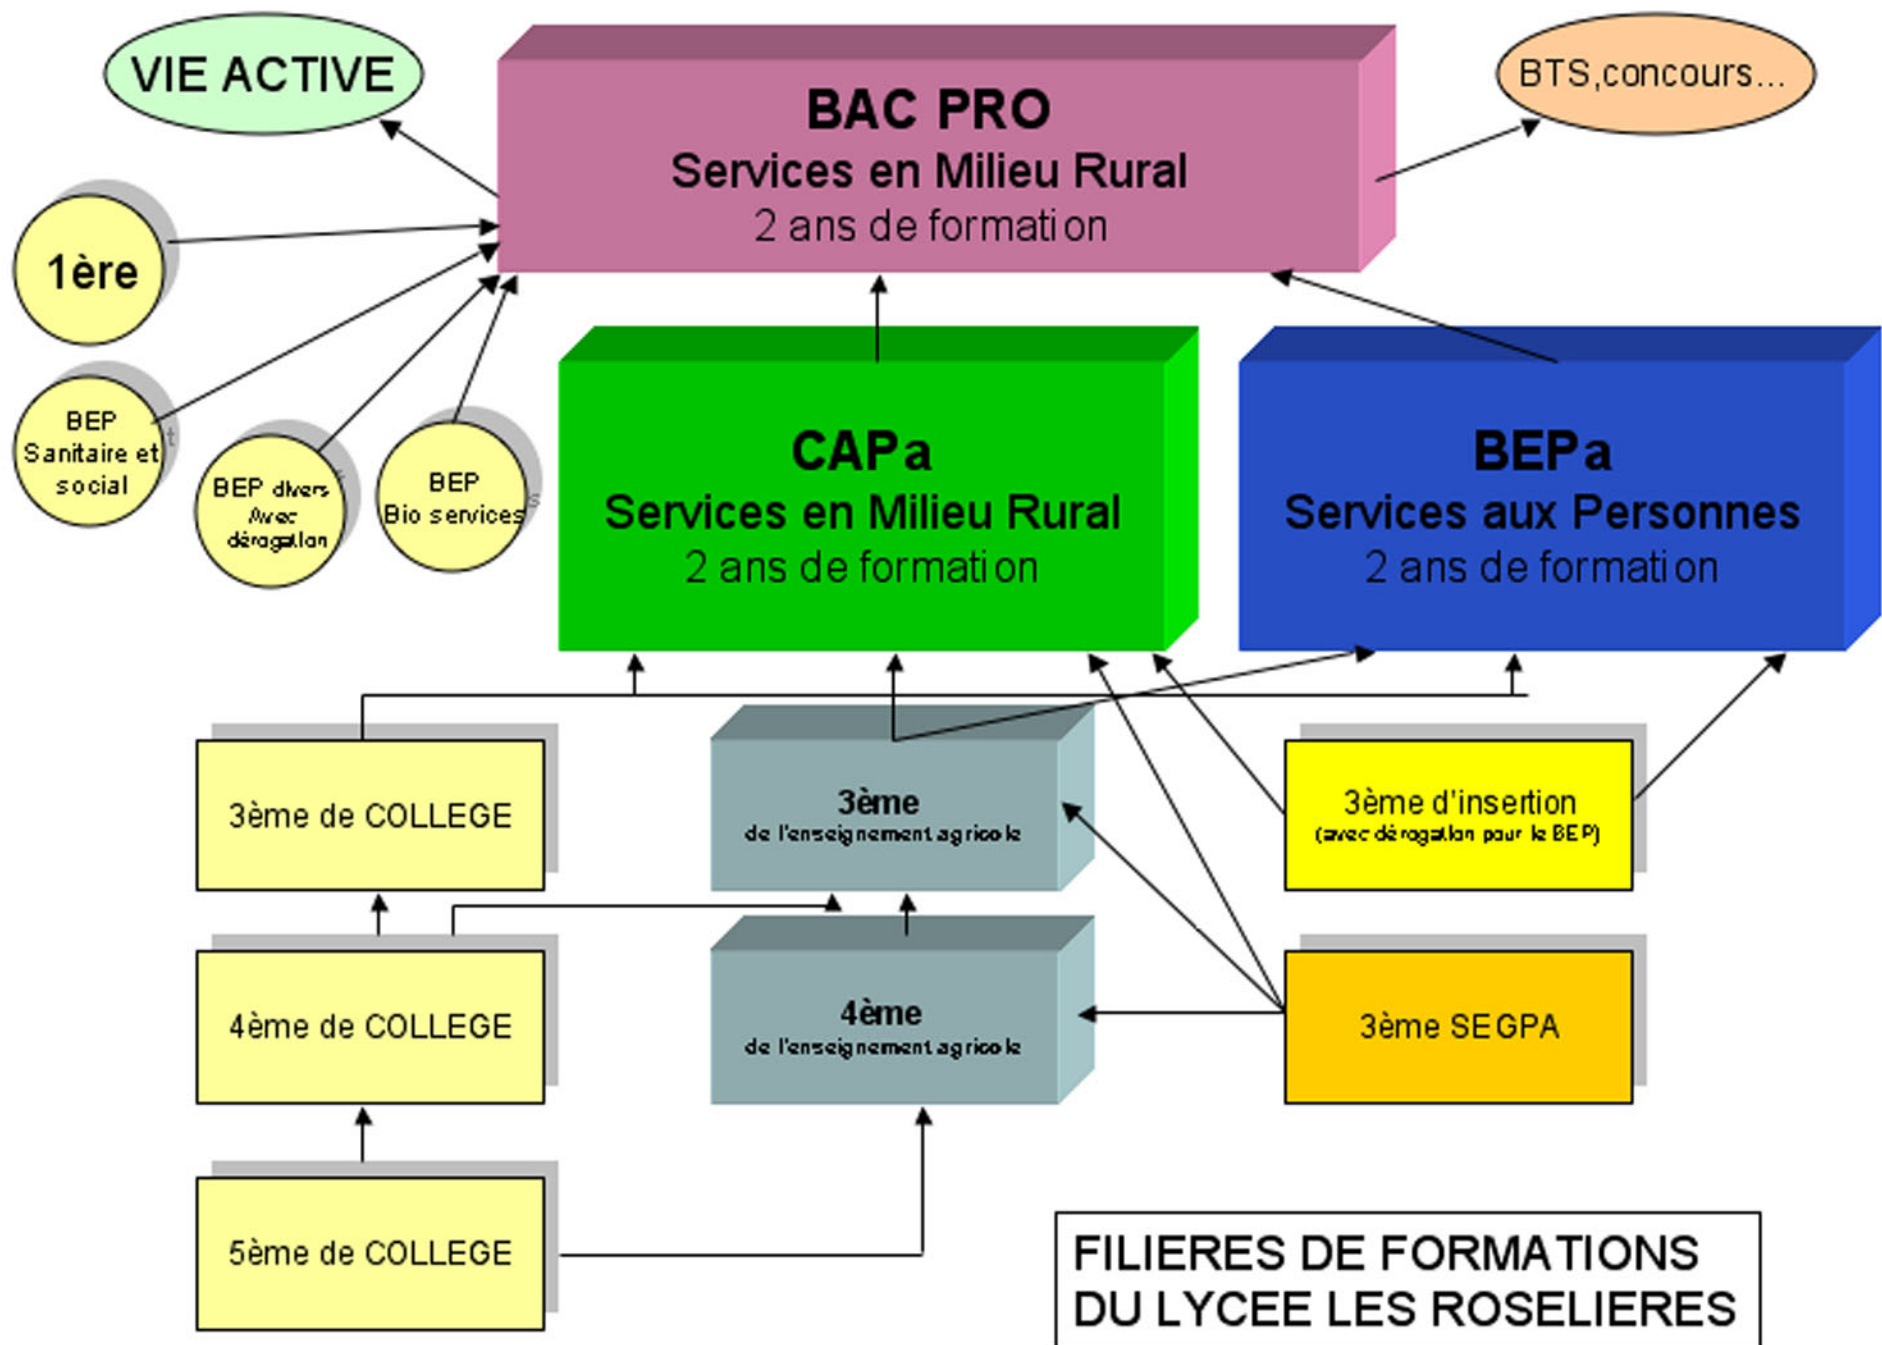 VIE ACTIVE
BAC PRO
Services en Milieu Rural
2 ans de formation
BTS,concours...
1ère
BEP
Sanitaire et
social
BEP divers
Avec
dérogation
BEP
Bio services
CAPa
Services en Milieu Rural
2 ans de formation
BEPa
Services aux Personnes
2 ans de formation
3ème de COLLEGE
3ème
de l'enseignement agricole
3ème d'insertion
(avec dérogation pour le BEP)
4ème de COLLEGE
4ème
de l'enseignement agricole
3ème SEGPA
5ème de COLLEGE
FILIERES DE FORMATIONS
DU LYCEE LES ROSELIERES